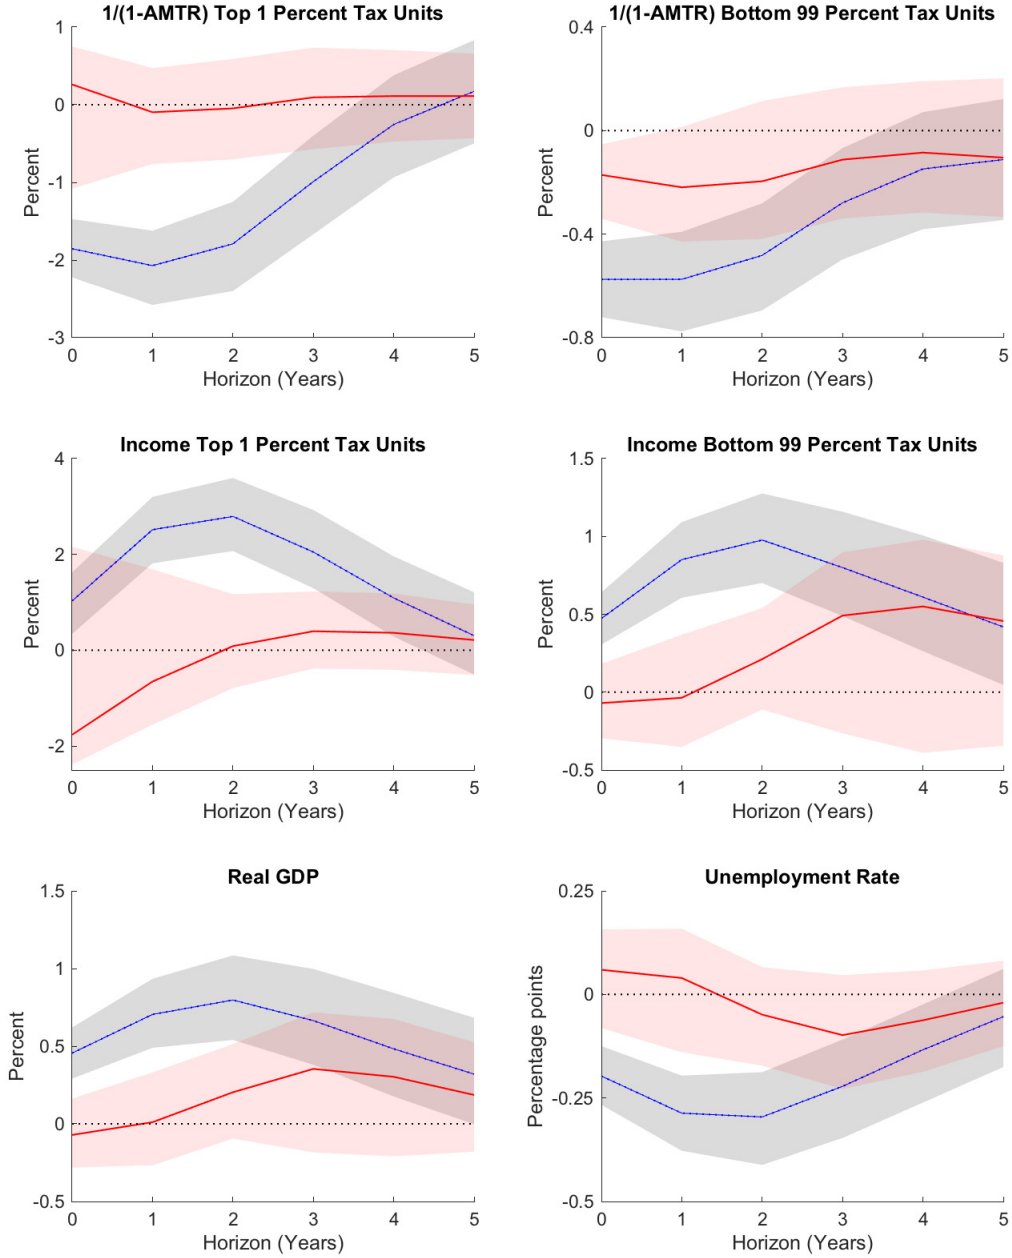 1/(1-AMTR) Top 1 Percent Tax Units
1
0
-1
-2
-3
Percent
0 1 2 3 4 5
Horizon (Years)
1/(1-AMTR) Bottom 99 Percent Tax Units
0.4
0
-0.4
-0.8
Percent
0 1 2 3 4 5
Horizon (Years)
Income Top 1 Percent Tax Units
4
2
0
-2
Percent
0 1 2 3 4 5
Horizon (Years)
Income Bottom 99 Percent Tax Units
1.5
1
0.5
0
-0.5
Percent
0 1 2 3 4 5
Horizon (Years)
Real GDP
1.5
1
0.5
0
-0.5
Percent
0 1 2 3 4 5
Horizon (Years)
Unemployment Rate
0.25
0
-0.25
-0.5
Percentage points
0 1 2 3 4 5
Horizon (Years)